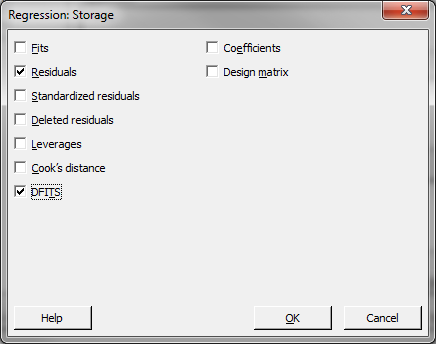 Regression: Storage
Fits
Coefficients
Residuals
Design matrix
Standardized residuals
Deleted residuals
Leverages
Cook's distance
DFITS
Help
OK
Cancel